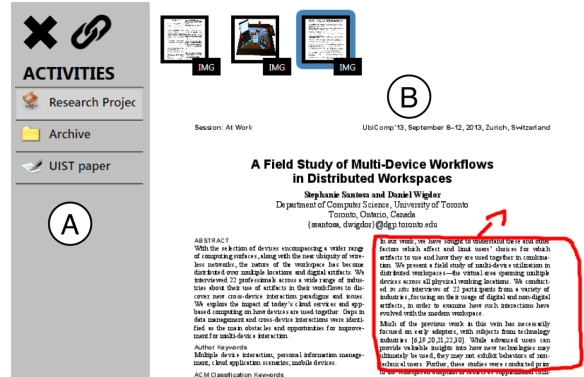 ACTIVITIES
Research Projec
Archive
UIST paper
A
IMG
IMG
IMG
B
Session: At Work
UbiComp'13, September 8–12, 2013, Zurich, Switzerland
A Field Study of Multi-Device Workflows
in Distributed Workspaces
Stephanie Santosa and Daniel Wigdor
Department of Computer Science, University of Toronto
Toronto, Ontario, Canada
{ssantosa, dwigdor}@dgp.toronto.edu
ABSTRACT
With the selection of devices encompassing a wider range
of computing surfaces, along with the near ubiquity of wire-
less networks, the nature of the workspace has become
distributed over multiple locations and digital artifacts. We
interviewed 22 professionals across a wide range of indus-
tries about their use of artifacts in their workflows to dis-
cover new cross-device interaction paradigms and issues.
We explore the impact of today's cloud services and app-
based computing on how devices are used together. Gaps in
data management and cross-device interactions were identi-
fied as the main obstacles and opportunities for improve-
ment for multi-device interaction.
Author Keywords
Multiple device interaction; personal information manage-
ment; cloud application scenarios; mobile devices.
ACM Classification Keywords
In our work, we have sought to understand these and other
factors which affect and limit users' choices for which
artifacts to use and how they are used together in combina-
tion. We present a field study of multi-device utilization in
distributed workspaces—the virtual area spanning multiple
devices across all physical working locations. We conduct-
ed in situ interviews of 22 participants from a variety of
industries, focusing on their usage of digital and non-digital
artifacts, in order to examine how such interactions have
evolved with the modern workspace.
Much of the previous work in this vein has necessarily
focused on early adopters, with subjects from technology
industries [6,19,20,21,22,30]. While advanced users can
provide valuable insights into how new technologies may
ultimately be used, they may not exhibit behaviors of non-
technical users. Further, these studies were conducted prior